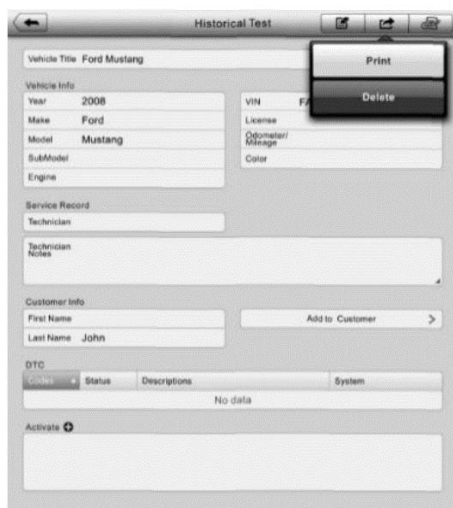 Historical Test
Vehicle Title Ford Mustang
Print
Delete
Vehicle Info
Year 2008
Make Ford
Model Mustang
SubModel
Engine
VIN
License
Odometer/
Mileage
Color
Service Record
Technician
Technician
Notes
Customer Info
First Name
Last Name John
Add to Customer
DTC
Codes Status Descriptions System
No data
Activate